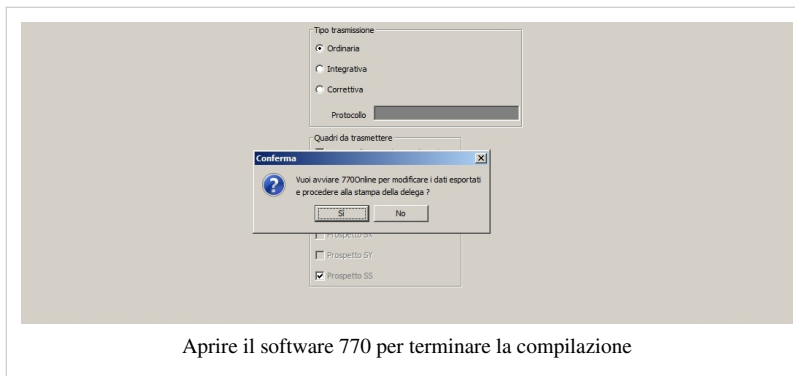 Tipo trasmissione
Ordinaria
Integrativa
Correttiva
Protocollo
Quadri da trasmettere
Conferma
Vuoi avviare 770Online per modificare i dati esportati
e procedere alla stampa della delega ?
Sì
No
Prospetto SX
Prospetto SY
Prospetto SS
Aprire il software 770 per terminare la compilazione